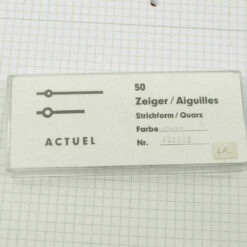 50
Zeiger / Aiguilles
Strichform / Quarz
Farbe
Nr.
ACTUEL